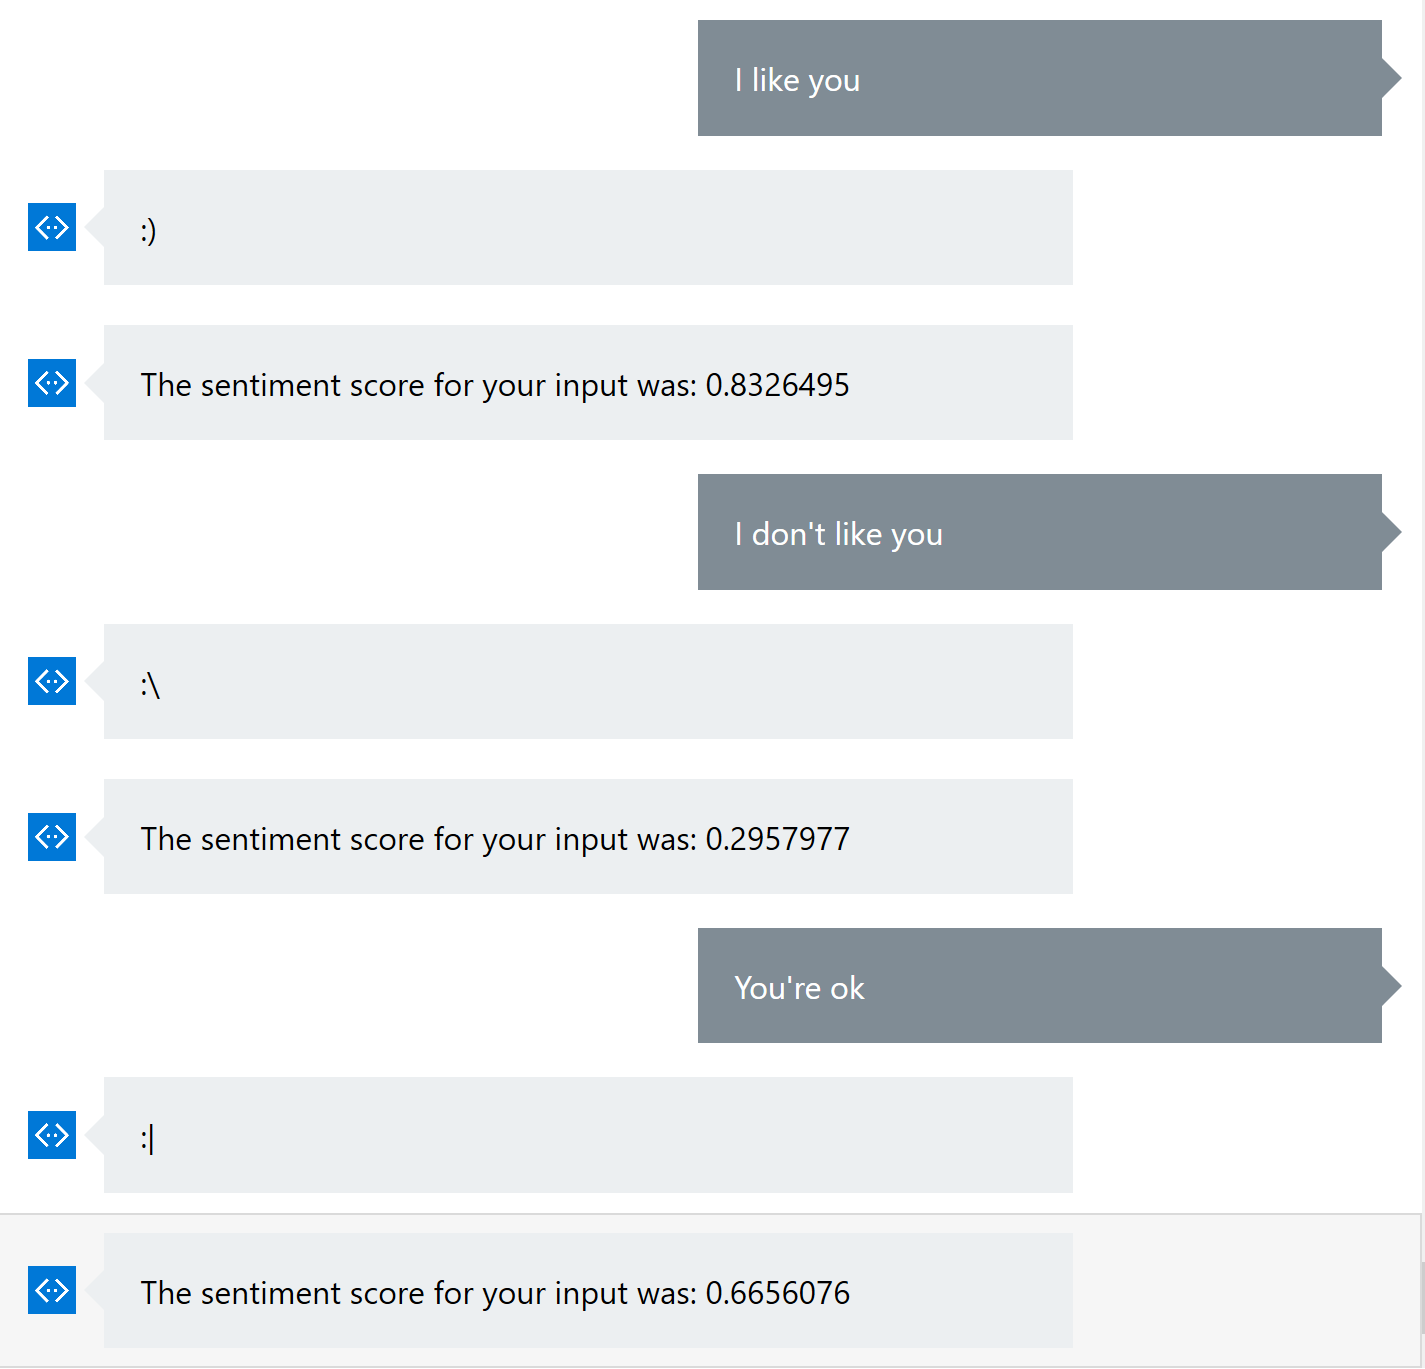 I like you
:)
The sentiment score for your input was: 0.8326495
I don't like you
:\
The sentiment score for your input was: 0.2957977
You're ok
:|
The sentiment score for your input was: 0.6656076